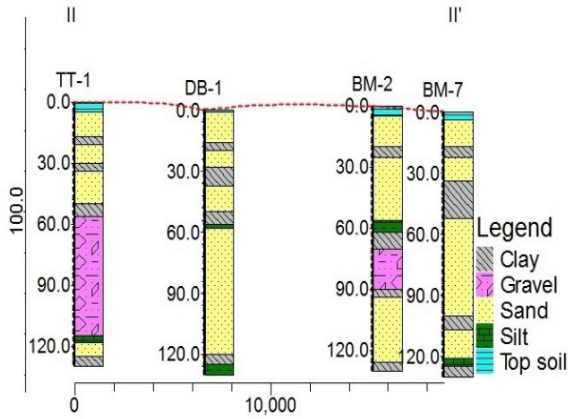 II II'
TT-1 DB-1 BM-2 BM-7
0.0 0.0 0.0 0.0
30.0 30.0 30.0 30.0
60.0 60.0 60.0 60.0
90.0 90.0 90.0 90.0
120.0 120.0 120.0 120.0
100.0
Legend
Clay
Gravel
Sand
Silt
Top soil
0 10,000